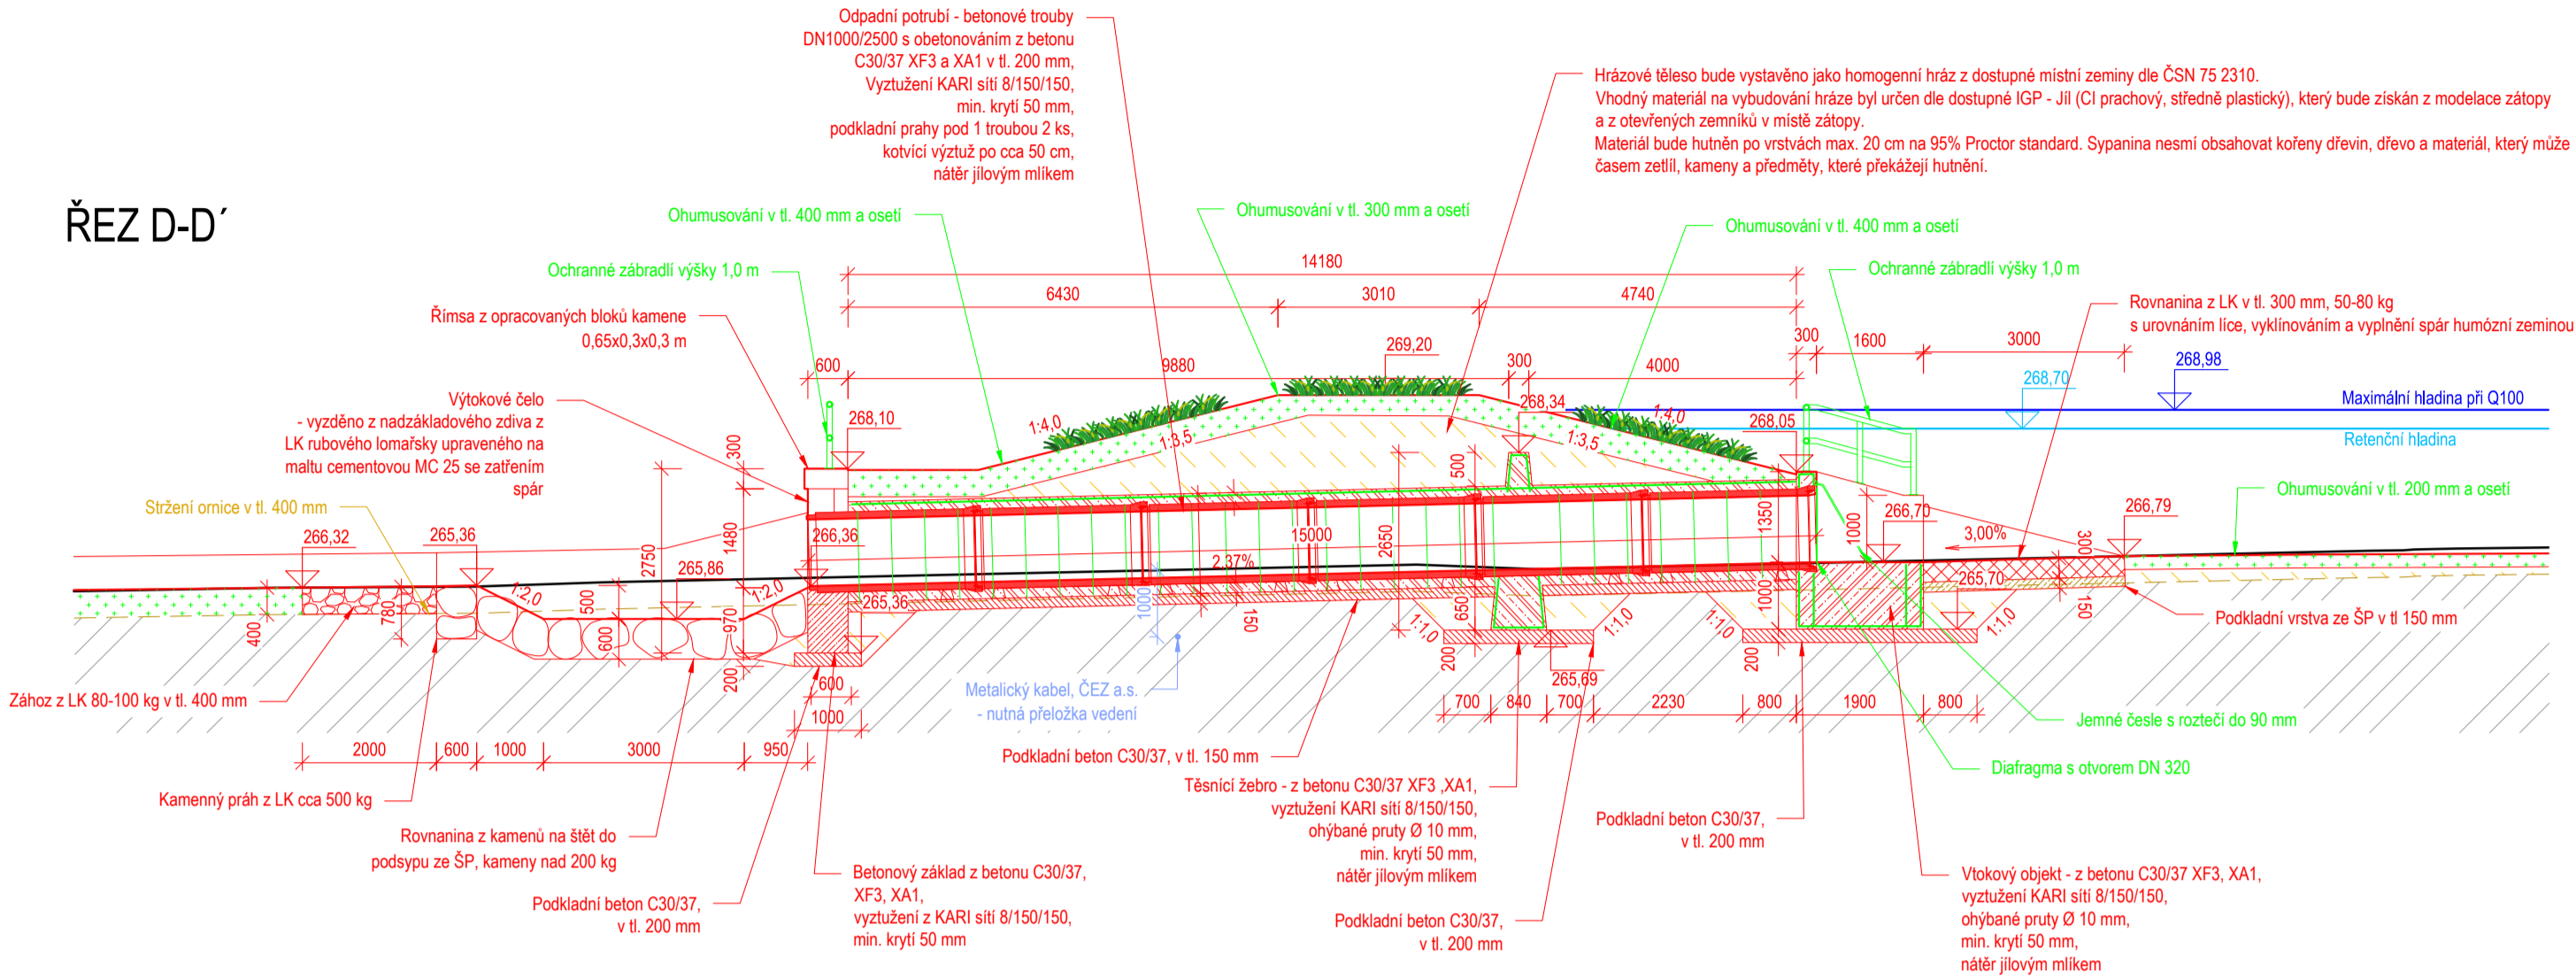 Odpadní potrubí - betonové trouby
DN1000/2500 s obetonováním z betonu
C30/37 XF3 a XA1 v tl. 200 mm,
Vyztužení KARI sítí 8/150/150,
min. krytí 50 mm,
podkladní prahy pod 1 troubou 2 ks,
kotvící výztuž po cca 50 cm,
nátěr jílovým mlíkem
Hrázové těleso bude vystavěno jako homogenní hráz z dostupné místní zeminy dle ČSN 75 2310.
Vhodný materiál na vybudování hráze byl určen dle dostupné IGP - Jíl (CI prachový, středně plastický), který bude získán z modelace zátopy
a z otevřených zemníků v místě zátopy.
Materiál bude hutněn po vrstvách max. 20 cm na 95% Proctor standard. Sypanina nesmí obsahovat kořeny dřevin, dřevo a materiál, který může
časem zetlíl, kameny a předměty, které překážejí hutnění.
ŘEZ D-D´
Ohumusování v tl. 400 mm a osetí
Ohumusování v tl. 300 mm a osetí
Ohumusování v tl. 400 mm a osetí
Ochranné zábradlí výšky 1,0 m
14180
Ochranné zábradlí výšky 1,0 m
6430
3010
4740
Rovnanina z LK v tl. 300 mm, 50-80 kg
s urovnáním líce, vyklínováním a vyplnění spár humózní zeminou
Římsa z opracovaných bloků kamene
0,65x0,3x0,3 m
300
1600
3000
600
9880
269,20
300
4000
268,98
268,70
Maximální hladina při Q100
Retenční hladina
Výtokové čelo
- vyzděno z nadzákladového zdiva z
LK rubového lomařsky upraveného na
maltu cementovou MC 25 se zatřením
spár
268,10
1:4,0
1:3,5
268,34
1:4,0
1:3,5
268,05
300
500
Stržení ornice v tl. 400 mm
Ohumusování v tl. 200 mm a osetí
266,32
265,36
2750
1480
266,36
15000
2650
1350
1000
266,70
3,00%
300
266,79
265,86
2,37%
265,70
400
780
1:2,0
500
600
1:2,0
970
265,36
1000
150
650
1000
150
1:1,0
1:1,0
1:1,0
1:1,0
Podkladní vrstva ze ŠP v tl 150 mm
200
200
200
Zához z LK 80-100 kg v tl. 400 mm
600
1000
Metalický kabel, ČEZ a.s.
- nutná přeložka vedení
265,69
700
840
700
2230
800
1900
800
Jemné česle s roztečí do 90 mm
2000
600
1000
3000
950
Podkladní beton C30/37, v tl. 150 mm
Diafragma s otvorem DN 320
Kamenný práh z LK cca 500 kg
Těsnící žebro - z betonu C30/37 XF3 ,XA1,
vyztužení KARI sítí 8/150/150,
ohýbané pruty Ø 10 mm,
min. krytí 50 mm,
nátěr jílovým mlíkem
Podkladní beton C30/37,
v tl. 200 mm
Rovnanina z kamenů na štět do
podsypu ze ŠP, kameny nad 200 kg
Betonový základ z betonu C30/37,
XF3, XA1,
vyztužení z KARI sítí 8/150/150,
min. krytí 50 mm
Podkladní beton C30/37,
v tl. 200 mm
Podkladní beton C30/37,
v tl. 200 mm
Vtokový objekt - z betonu C30/37 XF3, XA1,
vyztužení KARI sítí 8/150/150,
ohýbané pruty Ø 10 mm,
min. krytí 50 mm,
nátěr jílovým mlíkem